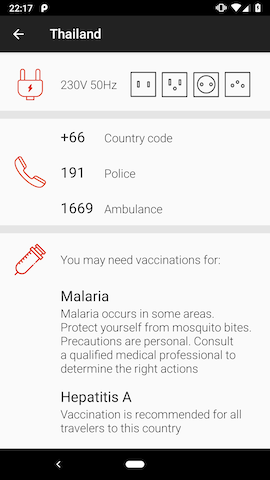 22:17
Thailand
230V 50Hz
+66 Country code
191 Police
1669 Ambulance
You may need vaccinations for:
Malaria
Malaria occurs in some areas.
Protect yourself from mosquito bites.
Precautions are personal. Consult
a qualified medical professional to
determine the right actions
Hepatitis A
Vaccination is recommended for all
travelers to this country